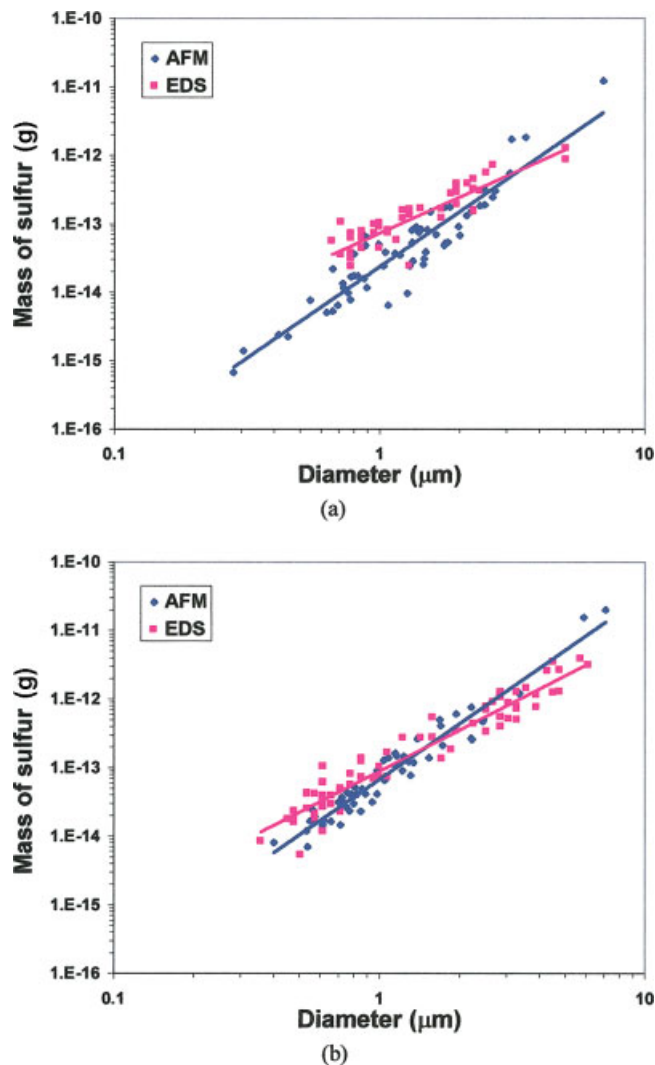 1.E-10
AFM
EDS
1.E-11
1.E-12
1.E-13
1.E-14
1.E-15
1.E-16
Mass of sulfur (g)
0.1 1 10
Diameter (μm)
(a)
1.E-10
AFM
EDS
1.E-11
1.E-12
1.E-13
1.E-14
1.E-15
1.E-16
Mass of sulfur (g)
0.1 1 10
Diameter (μm)
(b)